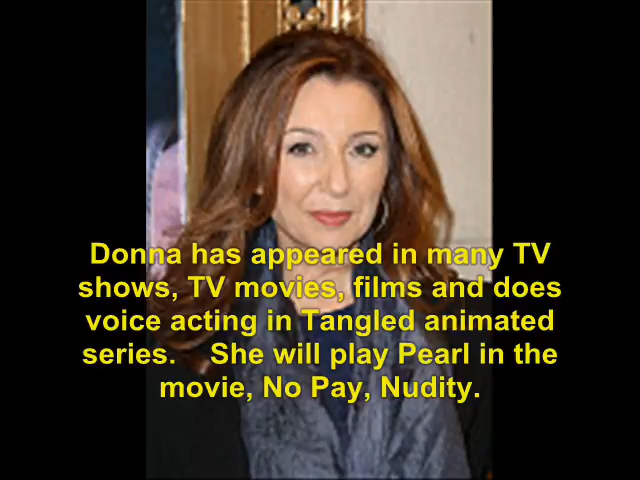 Donna has appeared in many TV
shows, TV movies, films and does
voice acting in Tangled animated
series.    She will play Pearl in the
movie, No Pay, Nudity.